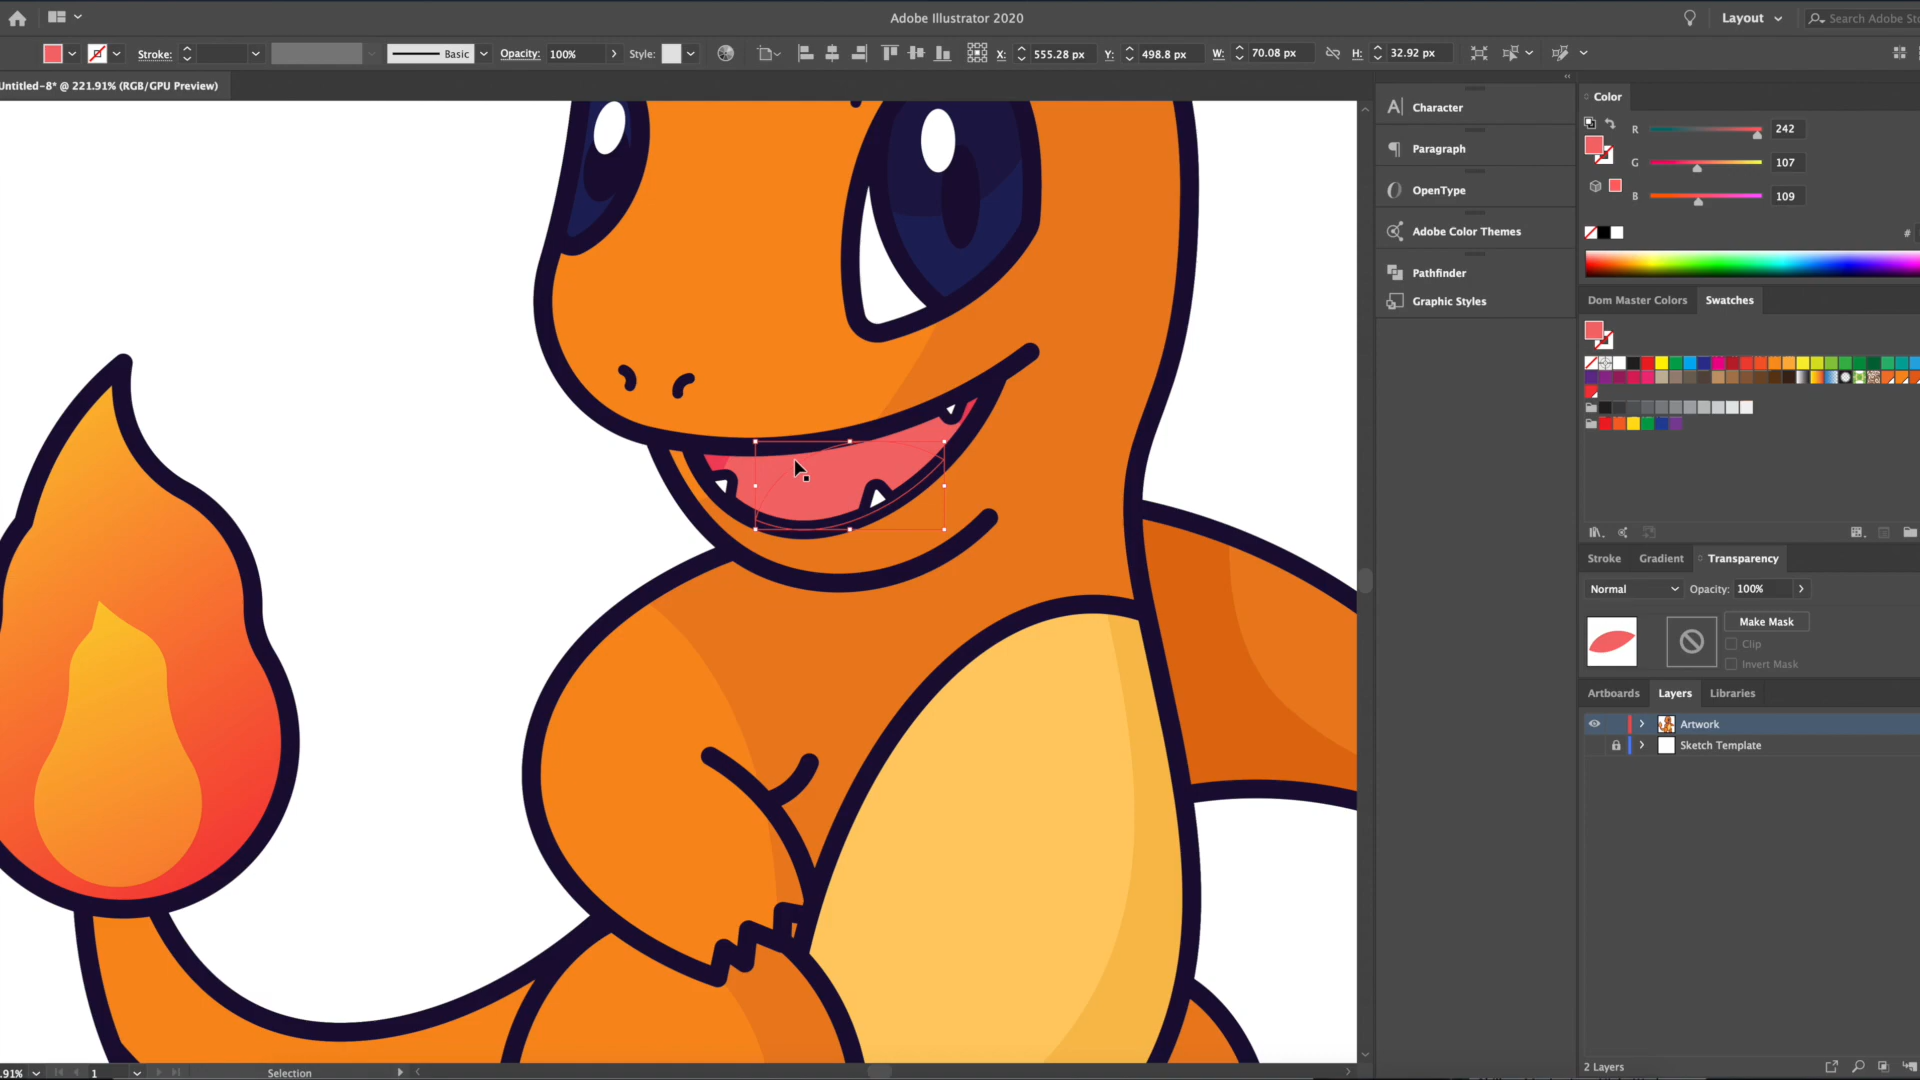 Adobe Illustrator 2020
Layout
Search Adobe Sto
Stroke:
Basic
Opacity: 100%
Style:
X: 555.28 px
Y: 498.8 px
W: 70.08 px
H: 32.92 px
Untitled-8* @ 221.91% (RGB/GPU Preview)
Character
Paragraph
OpenType
Adobe Color Themes
Pathfinder
Graphic Styles
Color
R 242
G 107
B 109
#
Dom Master Colors
Swatches
Stroke
Gradient
Transparency
Normal
Opacity: 100%
Make Mask
Clip
Invert Mask
Artboards
Layers
Libraries
Artwork
Sketch Template
2 Layers
.91%
1
Selection